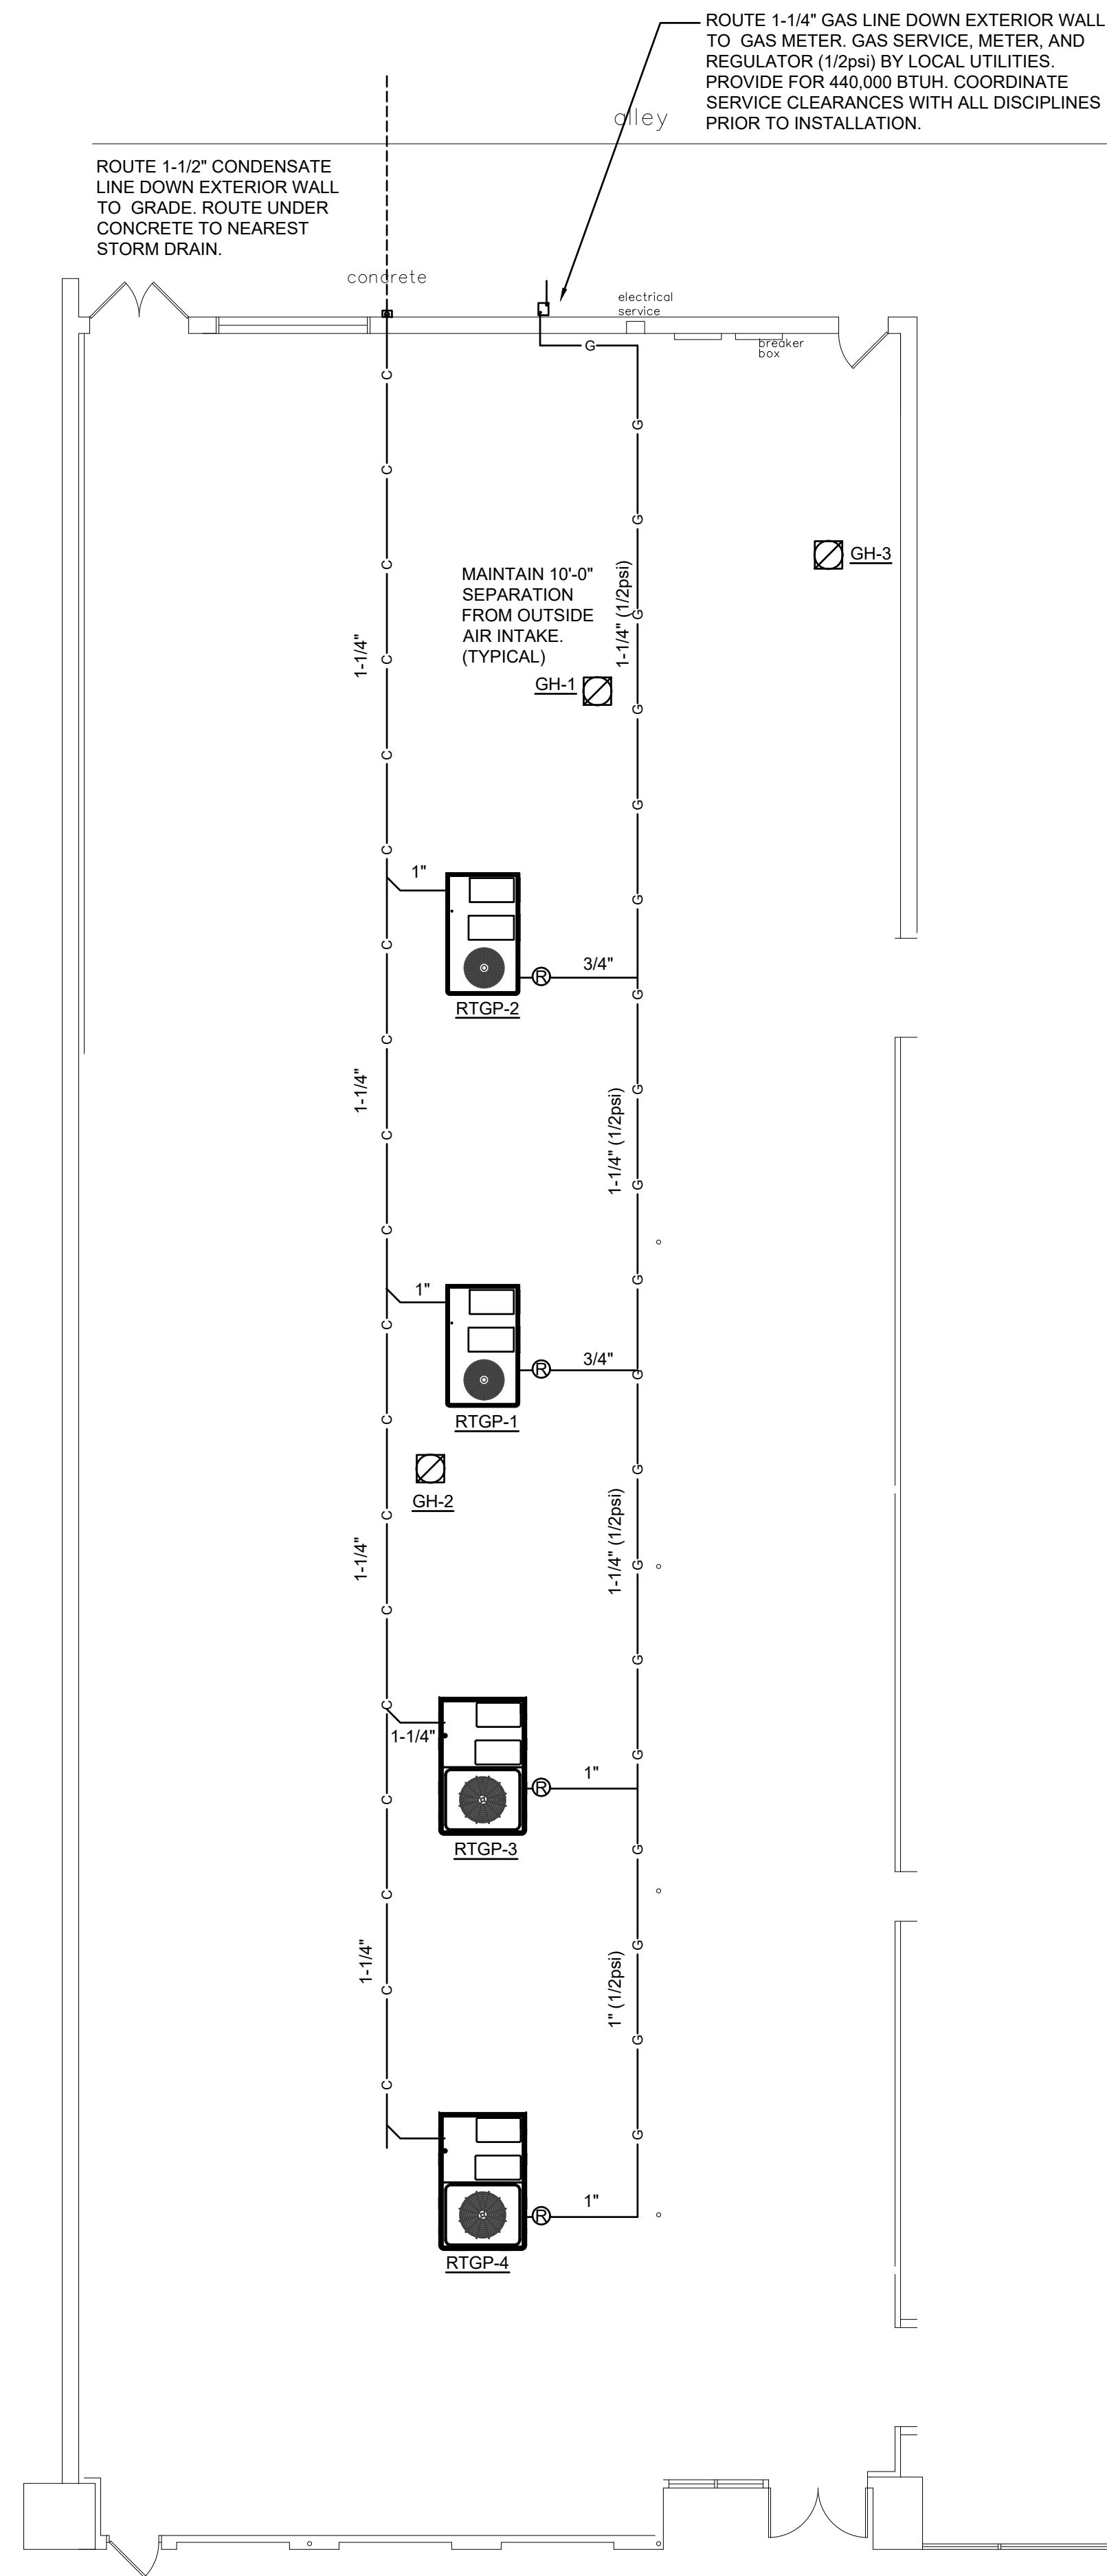 ROUTE 1-1/4" GAS LINE DOWN EXTERIOR WALL
TO GAS METER. GAS SERVICE, METER, AND
REGULATOR (1/2psi) BY LOCAL UTILITIES.
PROVIDE FOR 440,000 BTUH. COORDINATE
SERVICE CLEARANCES WITH ALL DISCIPLINES
PRIOR TO INSTALLATION.
alley
ROUTE 1-1/2" CONDENSATE
LINE DOWN EXTERIOR WALL
TO GRADE. ROUTE UNDER
CONCRETE TO NEAREST
STORM DRAIN.
concrete
electrical
service
breaker
box
G
C
G
C
G
GH-3
C
MAINTAIN 10'-0"
SEPARATION
FROM OUTSIDE
AIR INTAKE.
(TYPICAL)
1-1/4" (1/2psi)
G
1-1/4"
C
GH-1
G
C
G
C
1"
G
C
3/4"
R
G
RTGP-2
C
1-1/4"
1-1/4" (1/2psi)
G
C
G
C
G
1"
C
3/4"
R
G
C
RTGP-1
G
GH-2
C
1-1/4"
1-1/4" (1/2psi)
G
C
G
C
1-1/4"
G
1"
R
C
RTGP-3
G
C
1-1/4"
1" (1/2psi)
G
C
G
C
G
1"
R
RTGP-4